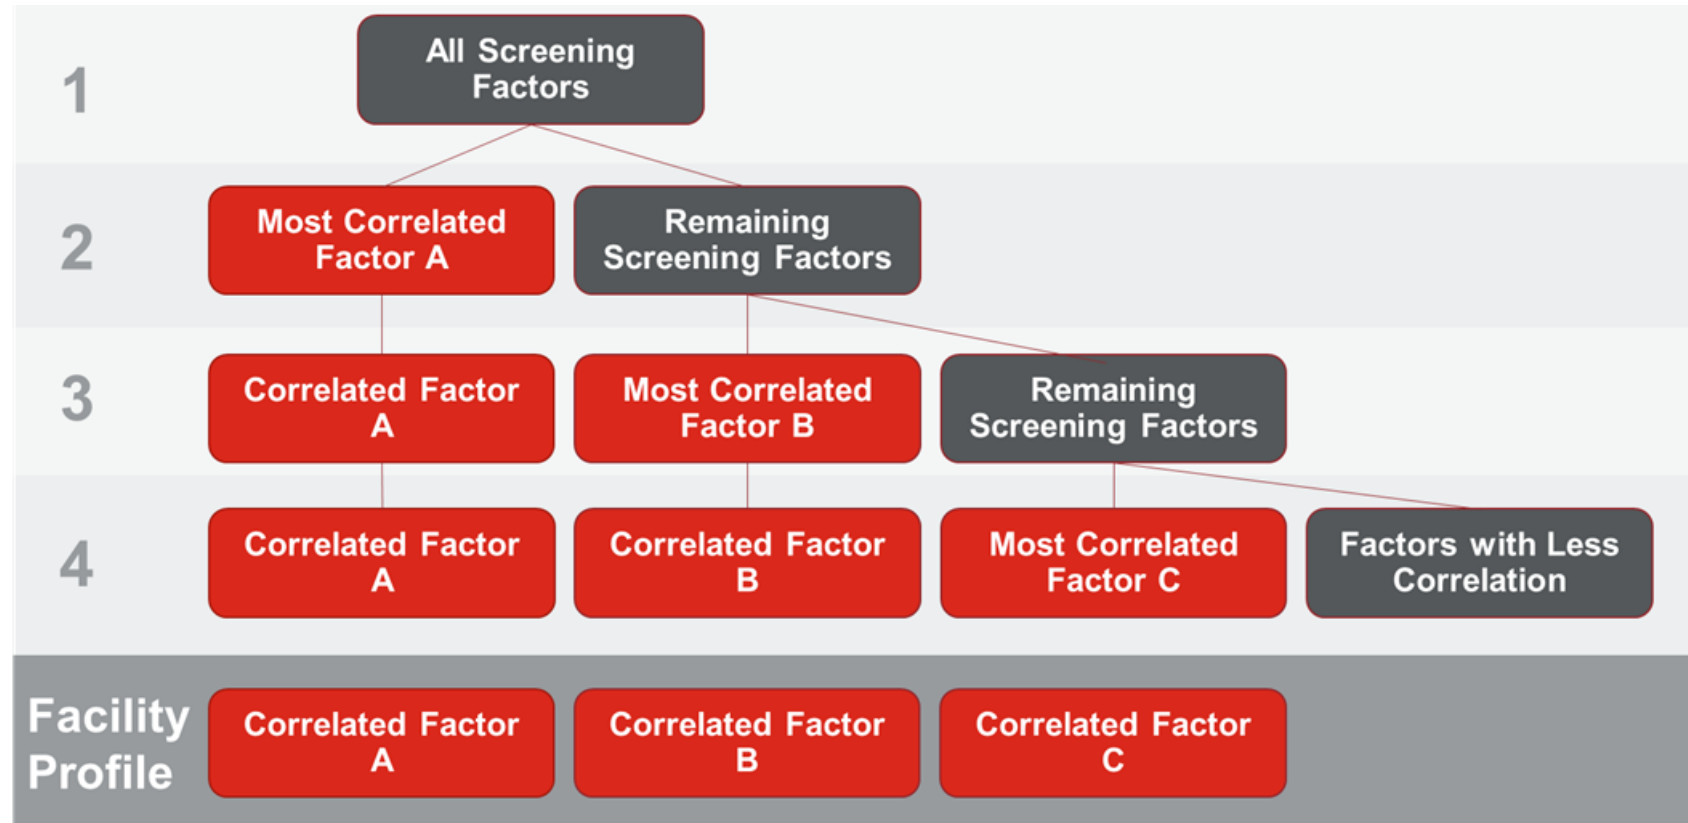 1
All Screening
Factors
2
Most Correlated
Factor A
Remaining
Screening Factors
3
Correlated Factor
A
Most Correlated
Factor B
Remaining
Screening Factors
4
Correlated Factor
A
Correlated Factor
B
Most Correlated
Factor C
Factors with Less
Correlation
Facility
Profile
Correlated Factor
A
Correlated Factor
B
Correlated Factor
C